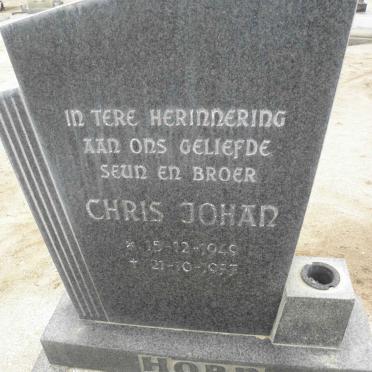 IN TERE HERINNERING
AAN ONS GELIEFDE
SEUN EN BROER
CHRIS JOHAN
* 15-12-1949